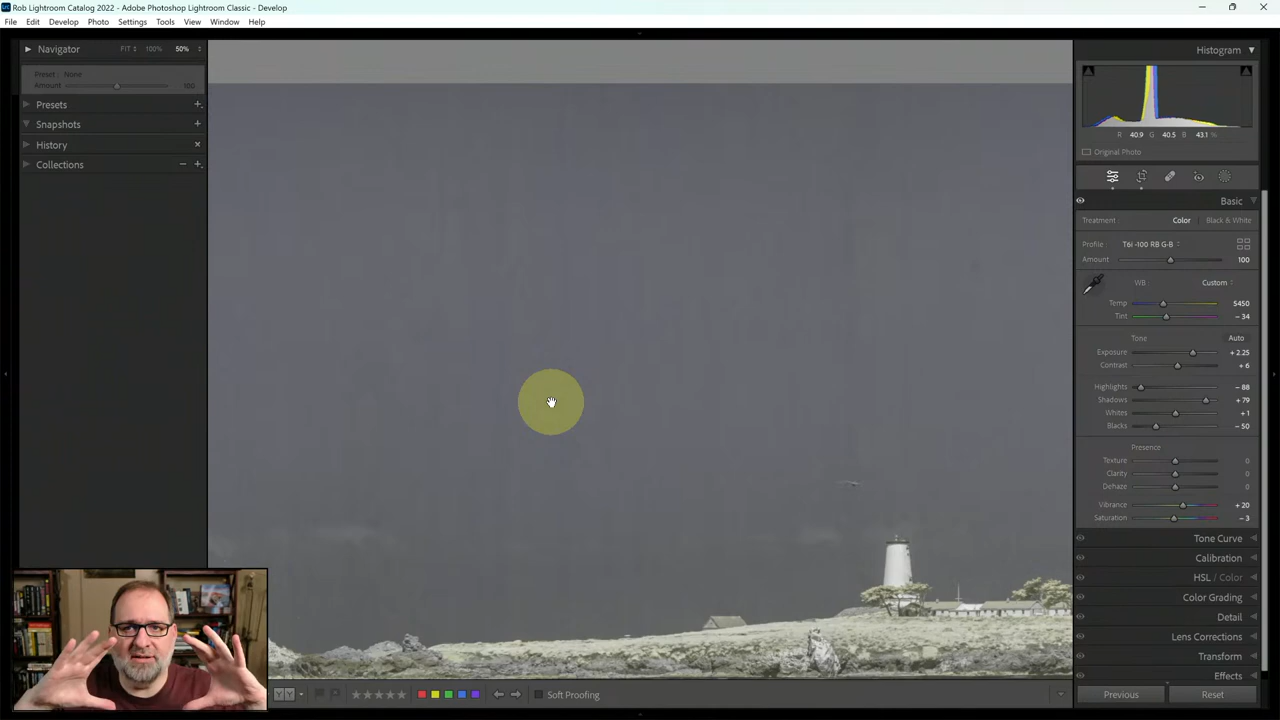 Rob Lightroom Catalog 2022 - Adobe Photoshop Lightroom Classic - Develop
File Edit Develop Photo Settings Tools View Window Help
Navigator FIT 100% 50%
Preset: None
Amount 100
Presets
Snapshots
History
Collections
Histogram
R 40.9 G 40.5 B 43.1 %
Original Photo
Basic
Treatment Color Black & White
Profile T6i -100 RB G-B
Amount 100
WB: Custom
Temp 5450
Tint - 34
Tone Auto
Exposure + 2.25
Contrast + 6
Highlights - 88
Shadows + 79
Whites + 1
Blacks - 50
Presence
Texture 0
Clarity 0
Dehaze 0
Vibrance + 20
Saturation - 3
Tone Curve
Calibration
HSL / Color
Color Grading
Detail
Lens Corrections
Transform
Effects
Soft Proofing
Previous Reset